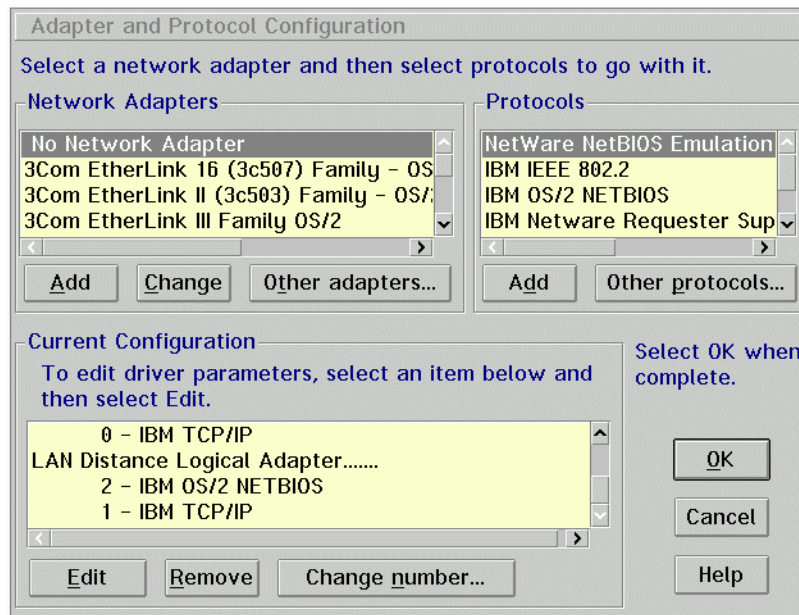 Adapter and Protocol Configuration
Select a network adapter and then select protocols to go with it.
Network Adapters
No Network Adapter
3Com EtherLink 16 (3c507) Family - OS
3Com EtherLink II (3c503) Family - OS/
3Com EtherLink III Family OS/2
Add
Change
Other adapters...
Protocols
NetWare NetBIOS Emulation
IBM IEEE 802.2
IBM OS/2 NETBIOS
IBM Netware Requester Sup
Add
Other protocols...
Current Configuration
To edit driver parameters, select an item below and
then select Edit.
0 - IBM TCP/IP
LAN Distance Logical Adapter.......
2 - IBM OS/2 NETBIOS
1 - IBM TCP/IP
Edit
Remove
Change number...
Select OK when
complete.
OK
Cancel
Help